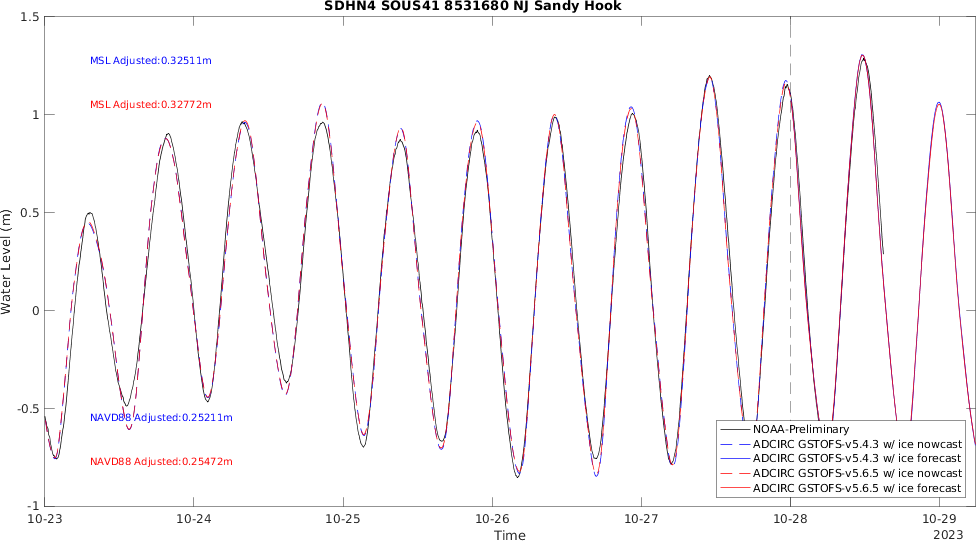 SDHN4 SOUS41 8531680 NJ Sandy Hook
1.5
MSL Adjusted:0.32511m
MSL Adjusted:0.32772m
1
0.5
Water Level (m)
0
-0.5
NAVD88 Adjusted:0.25211m
NAVD88 Adjusted:0.25472m
NOAA-Preliminary
ADCIRC GSTOFS-v5.4.3 w/ ice nowcast
ADCIRC GSTOFS-v5.4.3 w/ ice forecast
ADCIRC GSTOFS-v5.6.5 w/ ice nowcast
ADCIRC GSTOFS-v5.6.5 w/ ice forecast
-1
10-23 10-24 10-25 10-26 10-27 10-28 10-29
Time
2023